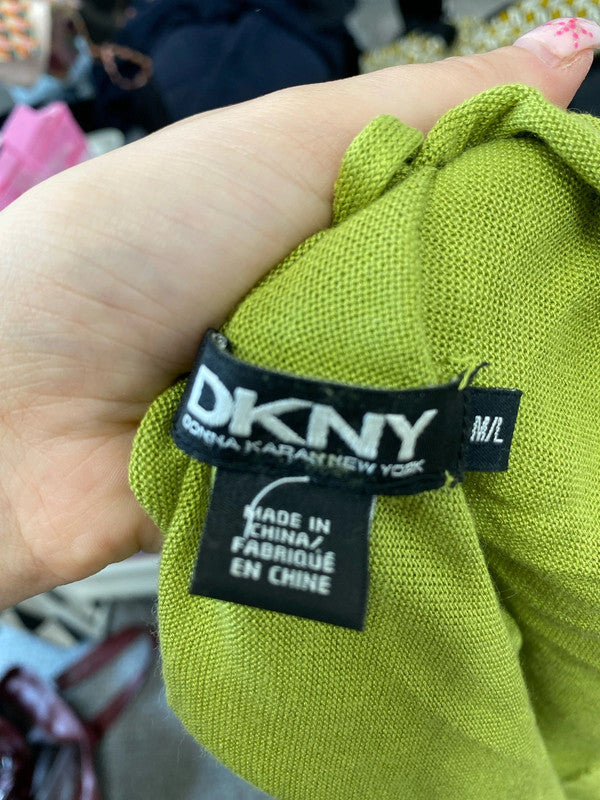 DKNY
DONNA KARAN NEW YORK
M/L
MADE IN
CHINA/
FABRIQUÉ
EN CHINE